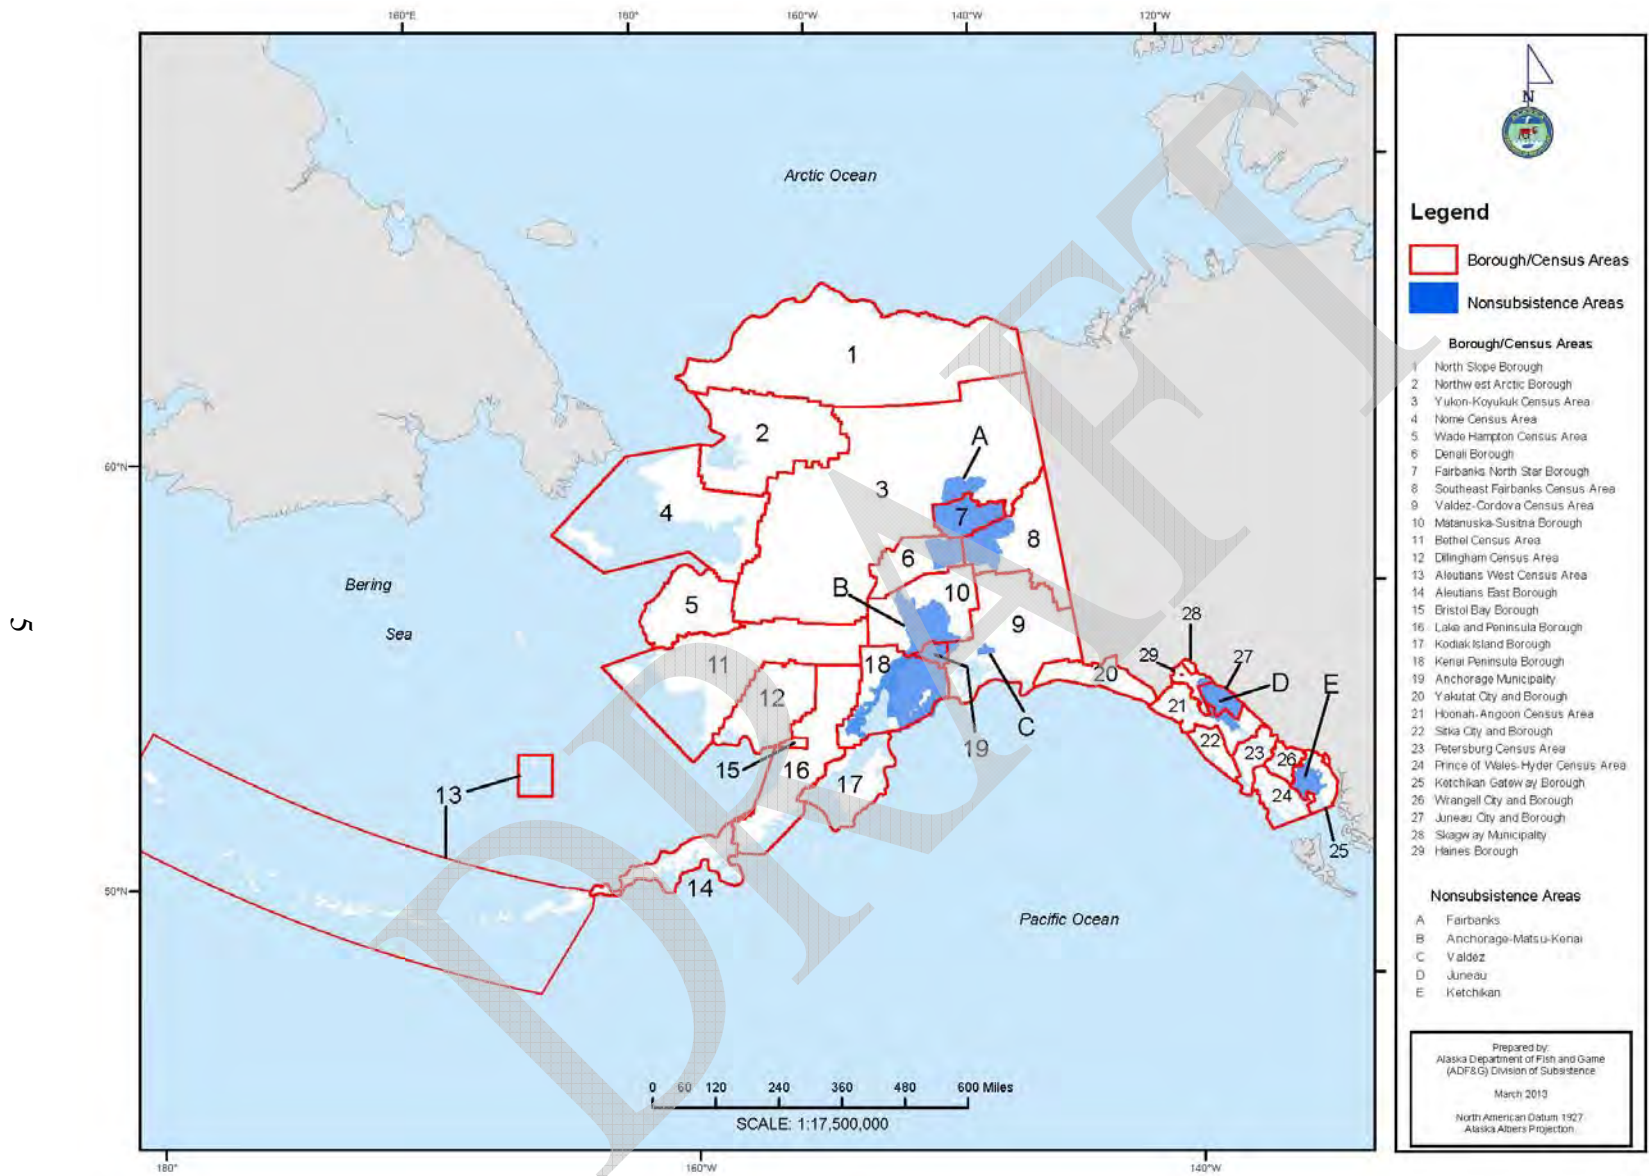 160°E 160° 160°W 140°W 120°W
Arctic Ocean
1
2
A
60°N
3
4
7
8
6
Bering
B
10
5
9
Sea
28
11
18
29
27
20
E
12
D
21
C
22
19
15
16
23
26
17
13
24
25
50°N
14
Pacific Ocean
0 60 120 240 360 480 600 Miles
SCALE: 1:17,500,000
180° 160°W 140°W
DRAFT
5
N
Legend
Borough/Census Areas
Nonsubsistence Areas
Borough/Census Areas
1 North Slope Borough
2 Northwest Arctic Borough
3 Yukon-Koyukuk Census Area
4 Nome Census Area
5 Wade Hampton Census Area
6 Denali Borough
7 Fairbanks North Star Borough
8 Southeast Fairbanks Census Area
9 Valdez-Cordova Census Area
10 Matanuska-Susitna Borough
11 Bethel Census Area
12 Dillingham Census Area
13 Aleutians West Census Area
14 Aleutians East Borough
15 Bristol Bay Borough
16 Lake and Peninsula Borough
17 Kodiak Island Borough
18 Kenai Peninsula Borough
19 Anchorage Municipality
20 Yakutat City and Borough
21 Hoonah-Angoon Census Area
22 Sitka City and Borough
23 Petersburg Census Area
24 Prince of Wales-Hyder Census Area
25 Ketchikan Gateway Borough
26 Wrangell City and Borough
27 Juneau City and Borough
28 Skagway Municipality
29 Haines Borough
Nonsubsistence Areas
A Fairbanks
B Anchorage-Matsu-Kenai
C Valdez
D Juneau
E Ketchikan
Prepared by:
Alaska Department of Fish and Game
(ADF&G) Division of Subsistence
March 2013
North American Datum 1927
Alaska Albers Projection